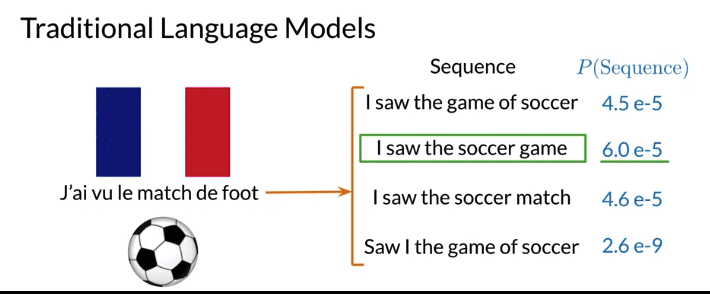 Traditional Language Models
Sequence P(Sequence)
I saw the game of soccer 4.5 e-5
I saw the soccer game 6.0 e-5
J’ai vu le match de foot
I saw the soccer match 4.6 e-5
Saw I the game of soccer 2.6 e-9